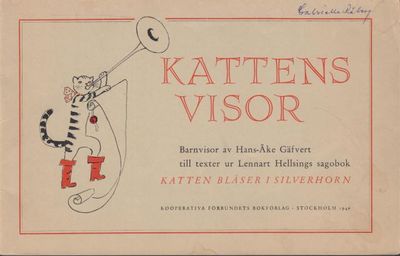 KATTENS
VISOR
Barnvisor av Hans-Åke Gäfvert
till texter ur Lennart Hellsings sagobok
KATTEN BLÅSER I SILVERHORN
KOOPERATIVA FÖRBUNDETS BOKFÖRLAG · STOCKHOLM